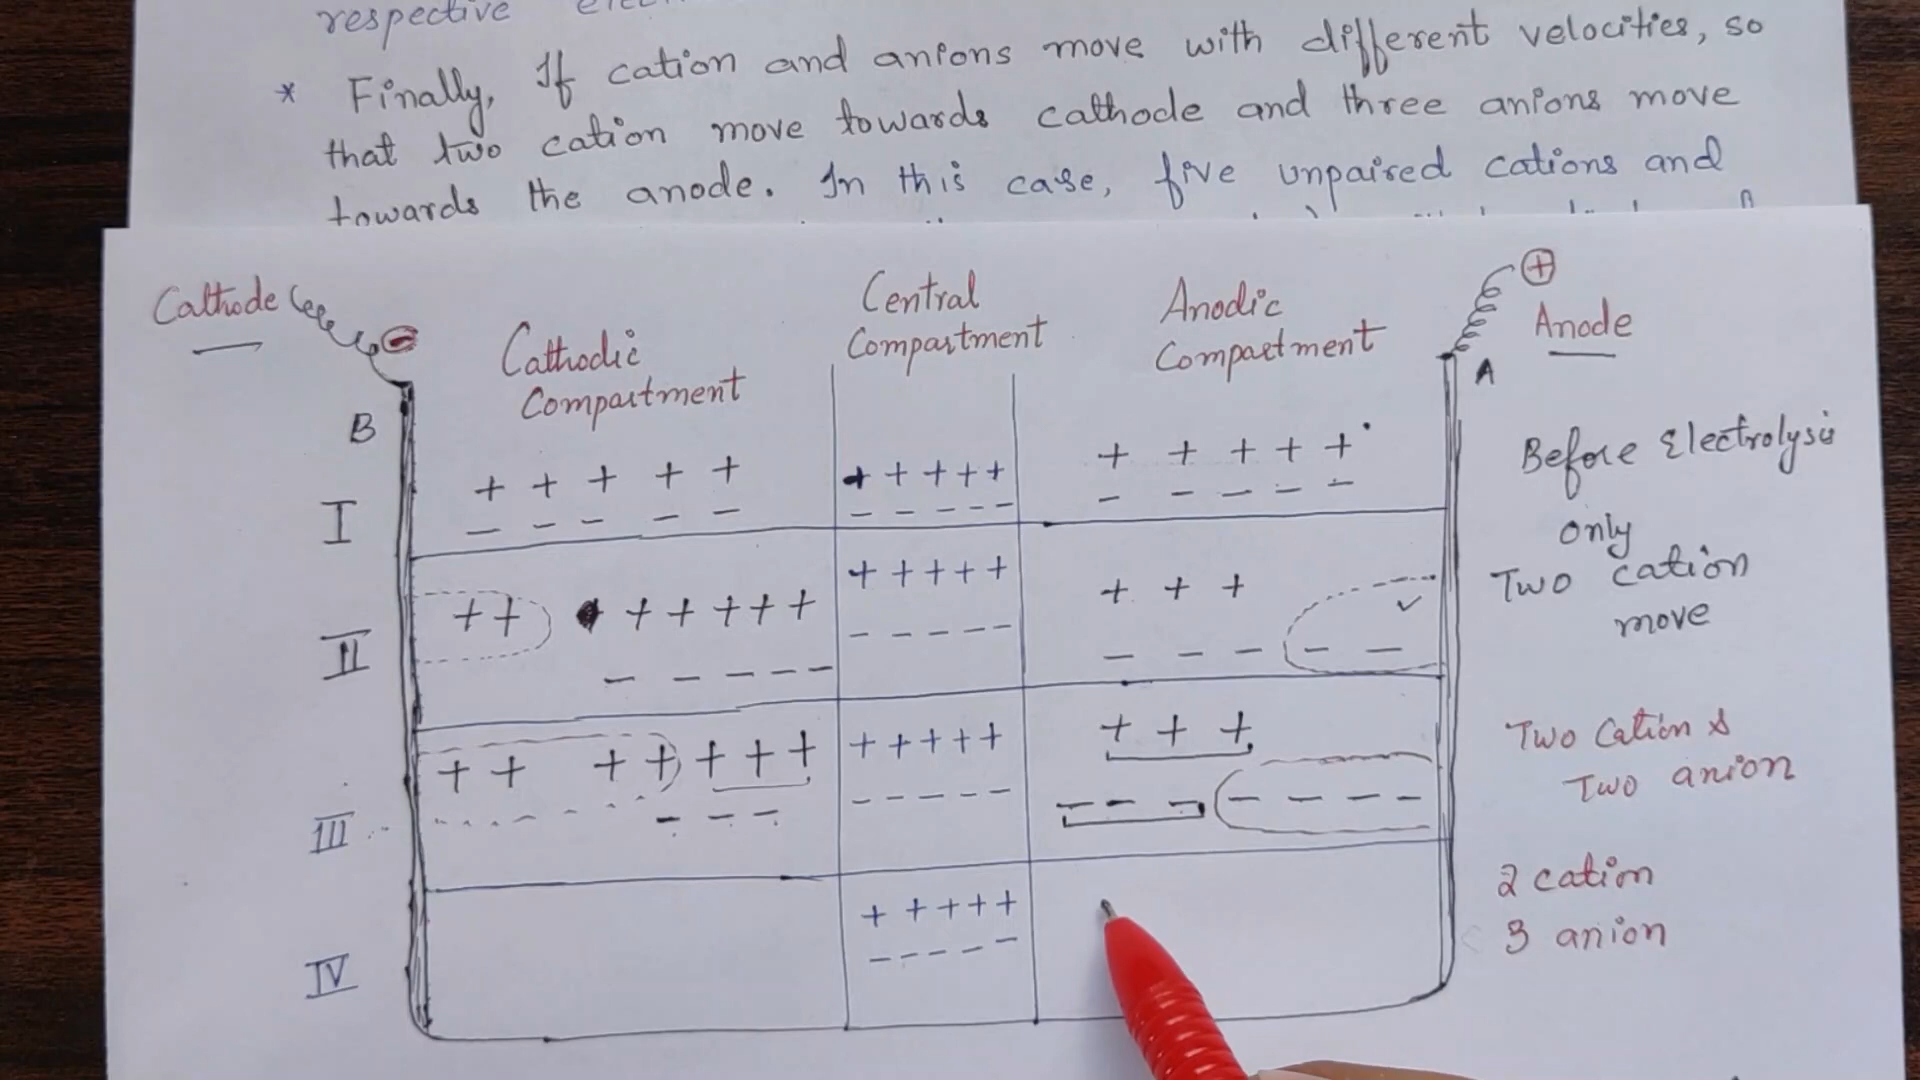 respective
* Finally, If cation and anions move with different velocities, so
that two cation move towards cathode and three anions move
towards the anode. In this case, five unpaired cations and
Cathode
−
Cathodic
Compartment
Central
Compartment
Anodic
Compartment
+
Anode
A
B
I
+ + + + +
− − − − −
+ + + + +
− − − − −
+ + + + +
− − − − −
Before Electrolysis
II
+ + + + + + +
− − − − −
+ + + + +
− − − − −
+ + +
− − − − −
only
Two cation
move
III
+ + + + + + +
− − −
+ + + + +
− − − − −
+ + +
− − − − − − −
Two Cation &
Two anion
IV
+ + + + +
− − − − −
2 cation
3 anion